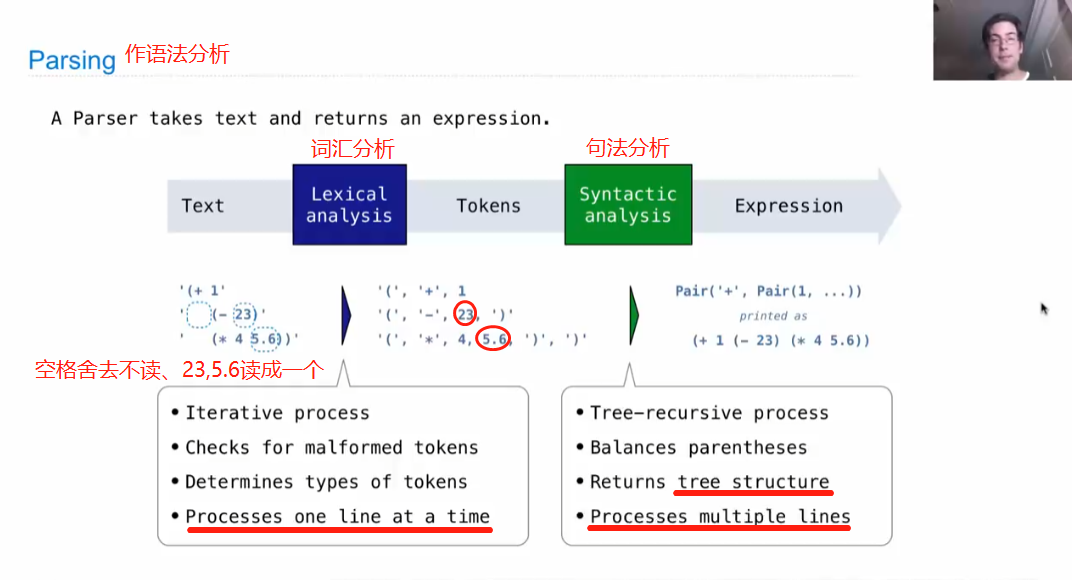 Parsing 作语法分析
A Parser takes text and returns an expression.
词汇分析 句法分析
Text Lexical analysis Tokens Syntactic analysis Expression
'(+ 1'
' (- 23)'
' (* 4 5.6))'
'(', '+', 1
'(', '-', 23, ')'
'(', '*', 4, 5.6, ')', ')'
Pair('+', Pair(1, ...))
printed as
(+ 1 (- 23) (* 4 5.6))
空格舍去不读、23,5.6读成一个
• Iterative process
• Checks for malformed tokens
• Determines types of tokens
• Processes one line at a time
• Tree-recursive process
• Balances parentheses
• Returns tree structure
• Processes multiple lines